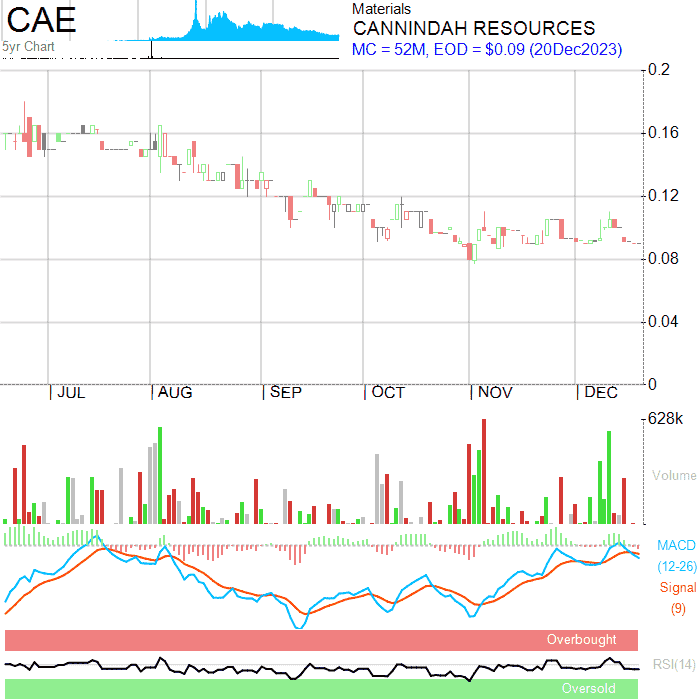 CAE
5yr Chart
Materials
CANNINDAH RESOURCES
MC = 52M, EOD = $0.09 (20Dec2023)
0.2
0.16
0.12
0.08
0.04
0
JUL
AUG
SEP
OCT
NOV
DEC
628k
Volume
MACD
(12-26)
Signal
(9)
Overbought
RSI(14)
Oversold